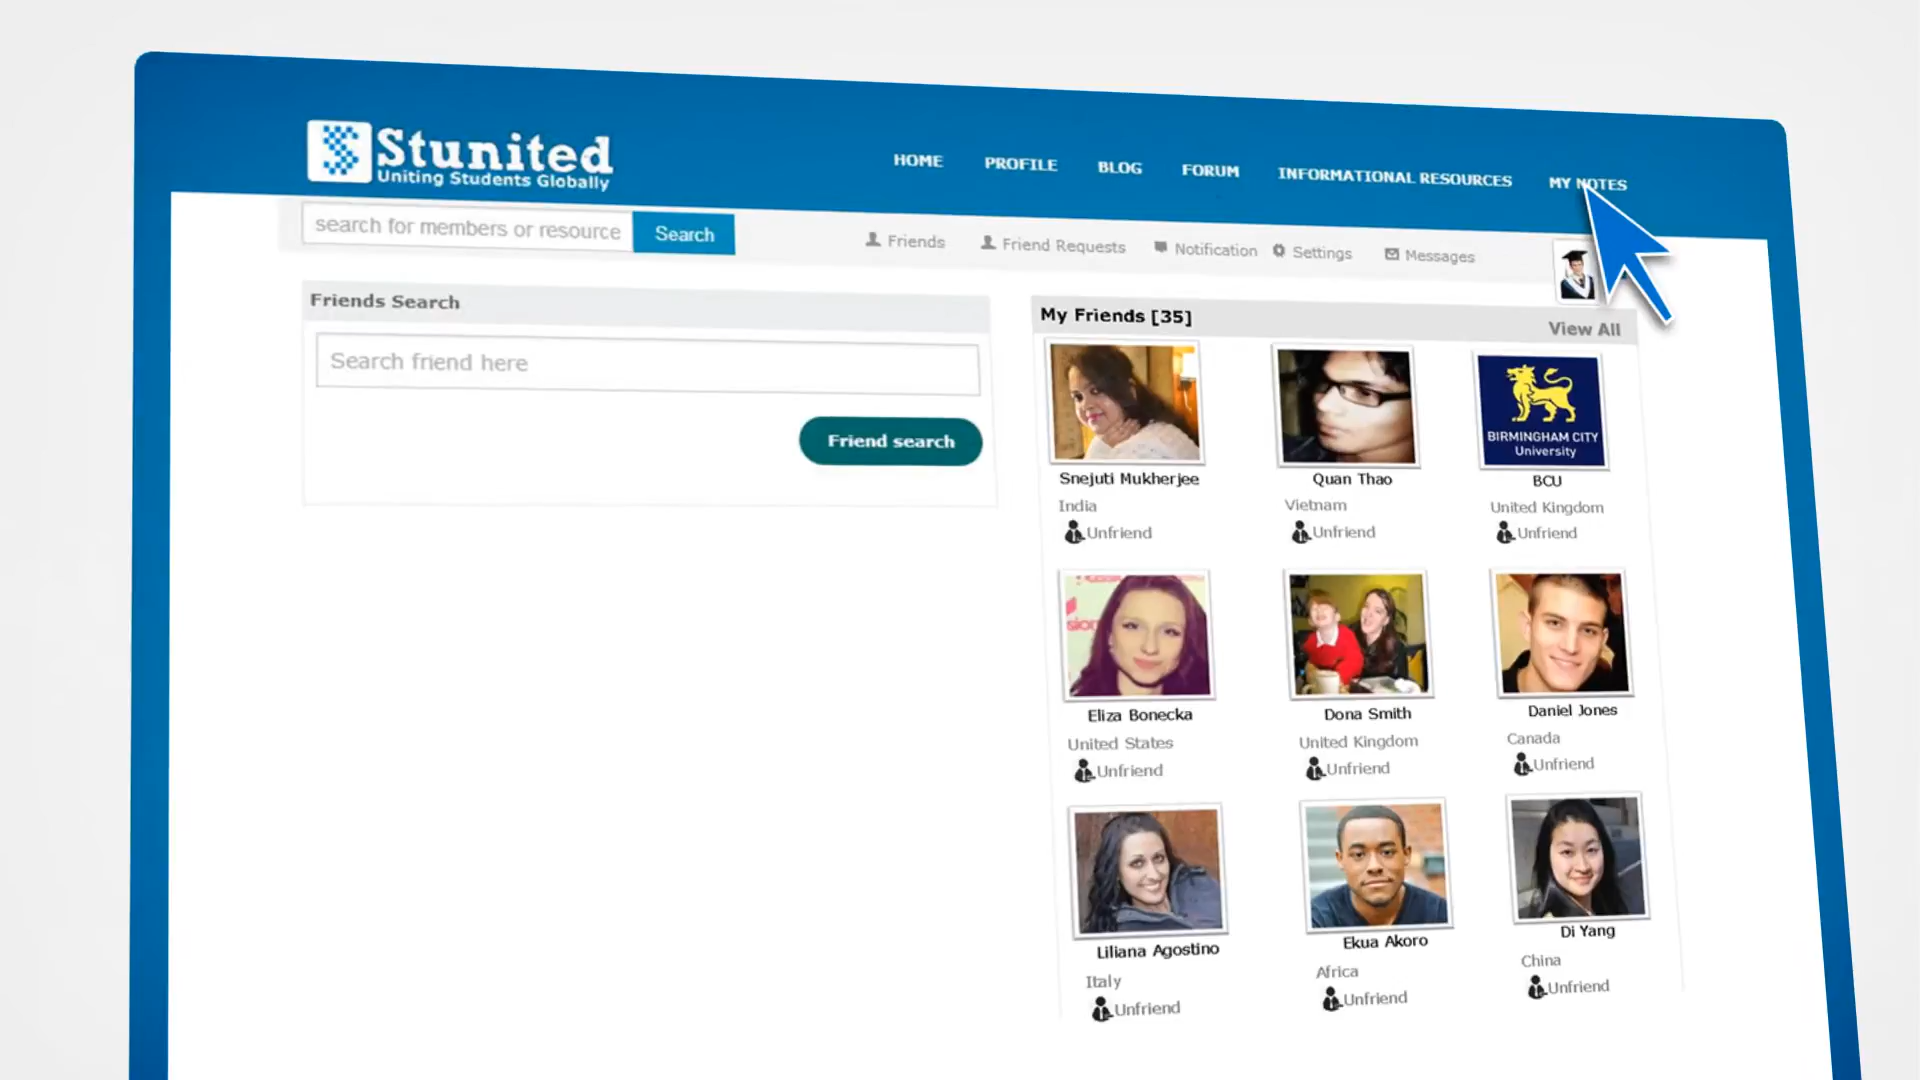 Stunited
Uniting Students Globally
HOME PROFILE BLOG FORUM INFORMATIONAL RESOURCES MY NOTES
search for members or resource Search
Friends Friend Requests Notification Settings Messages
Friends Search
Search friend here
Friend search
My Friends [35]
View All
BIRMINGHAM CITY
University
Snejuti Mukherjee Quan Thao BCU
India Vietnam United Kingdom
Unfriend Unfriend Unfriend
Eliza Bonecka Dona Smith Daniel Jones
United States United Kingdom Canada
Unfriend Unfriend Unfriend
Liliana Agostino Ekua Akoro Di Yang
Italy Africa China
Unfriend Unfriend Unfriend